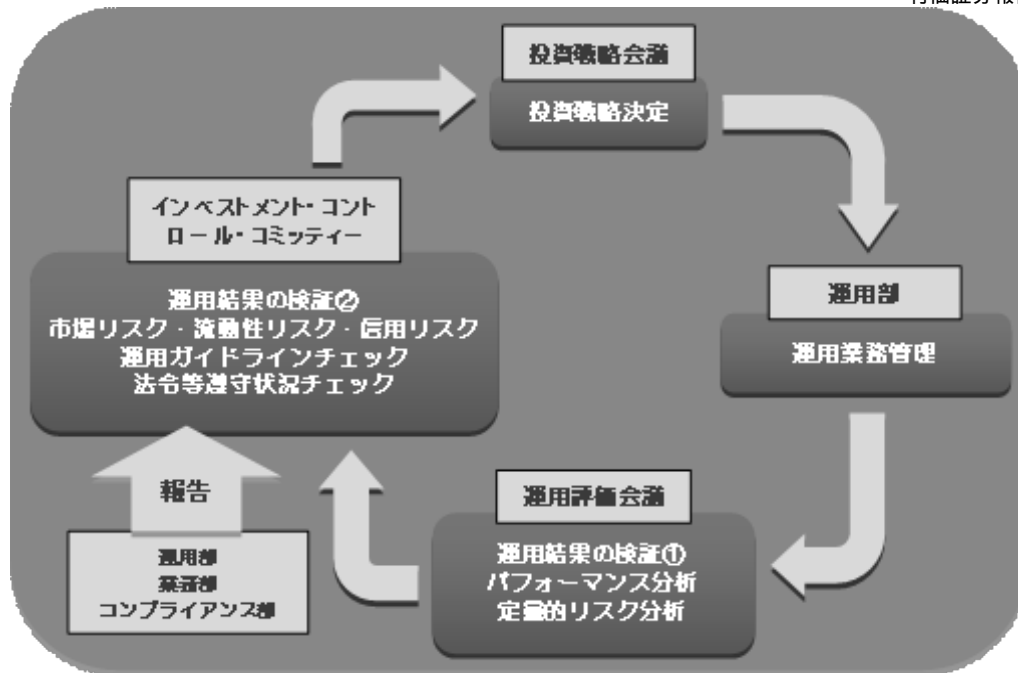 投資戦略会議
投資戦略決定
インベストメント・コント
ロール・コミッティー
運用結果の検証②
市場リスク・流動性リスク・信用リスク
運用ガイドラインチェック
法令等遵守状況チェック
運用部
運用業務管理
運用評価会議
運用結果の検証①
パフォーマンス分析
定量的リスク分析
報告
運用部
業務部
コンプライアンス部